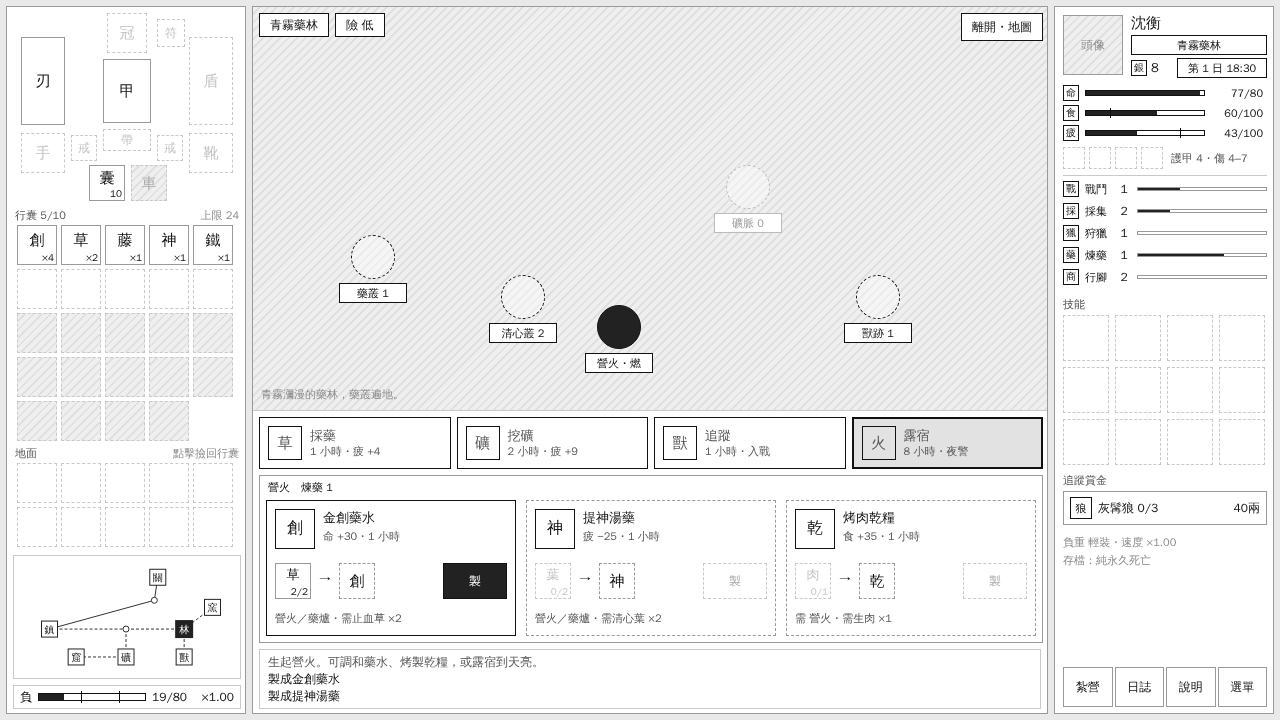 冠
符
刃
甲
盾
手
戒
帶
戒
靴
囊
10
車
行囊 5/10
上限 24
創
×4
草
×2
藤
×1
神
×1
鐵
×1
地面
點擊撿回行囊
關
窯
鎮
林
窟
礦
獸
負
19/80
×1.00
青霧藥林
險 低
離開・地圖
礦脈 0
藥叢 1
清心叢 2
營火・燃
獸跡 1
青霧瀰漫的藥林，藥叢遍地。
草
採藥
1 小時・疲 +4
礦
挖礦
2 小時・疲 +9
獸
追蹤
1 小時・入戰
火
露宿
8 小時・夜警
營火 煉藥 1
創
金創藥水
命 +30・1 小時
草
2/2
→
創
製
營火／藥爐・需止血草 ×2
神
提神湯藥
疲 −25・1 小時
葉
0/2
→
神
製
營火／藥爐・需清心葉 ×2
乾
烤肉乾糧
食 +35・1 小時
肉
0/1
→
乾
製
需 營火・需生肉 ×1
生起營火。可調和藥水、烤製乾糧，或露宿到天亮。
製成金創藥水
製成提神湯藥
頭像
沈衡
青霧藥林
銀 8
第 1 日 18:30
命
77/80
食
60/100
疲
43/100
護甲 4・傷 4–7
戰 戰鬥 1
採 採集 2
獵 狩獵 1
藥 煉藥 1
商 行腳 2
技能
追蹤賞金
狼 灰髯狼 0/3
40兩
負重 輕裝・速度 ×1.00
存檔：純永久死亡
紮營
日誌
說明
選單